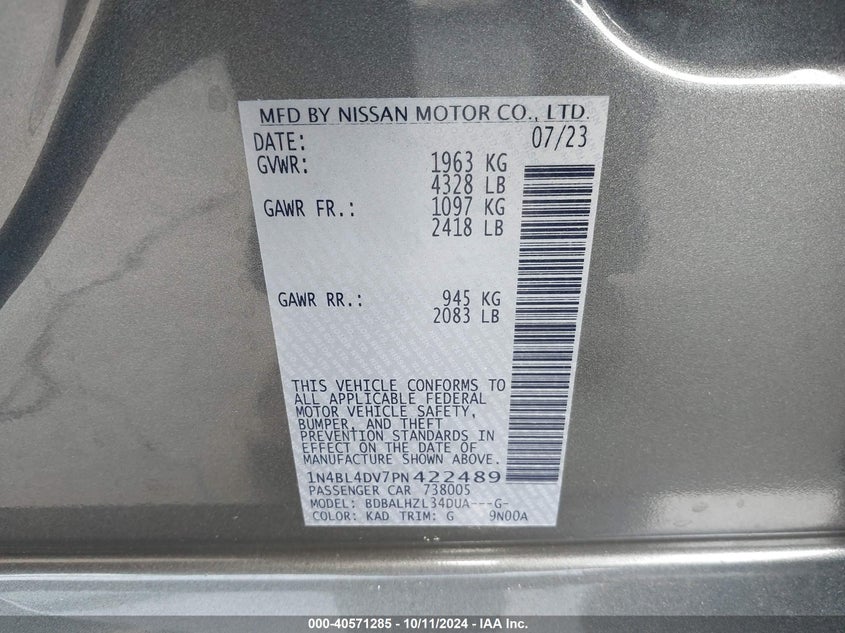 MFD BY NISSAN MOTOR CO., LTD.
DATE: 07/23
GVWR: 1963 KG
4328 LB
GAWR FR.: 1097 KG
2418 LB
GAWR RR.: 945 KG
2083 LB
THIS VEHICLE CONFORMS TO
ALL APPLICABLE FEDERAL
MOTOR VEHICLE SAFETY,
BUMPER, AND THEFT
PREVENTION STANDARDS IN
EFFECT ON THE DATE OF
MANUFACTURE SHOWN ABOVE.
1N4BL4DV7PN422489
PASSENGER CAR 738005
MODEL: BDBALHZL34DUA---G-
COLOR: KAD TRIM: G 9N00A
000-40571285 - 10/11/2024 - IAA Inc.